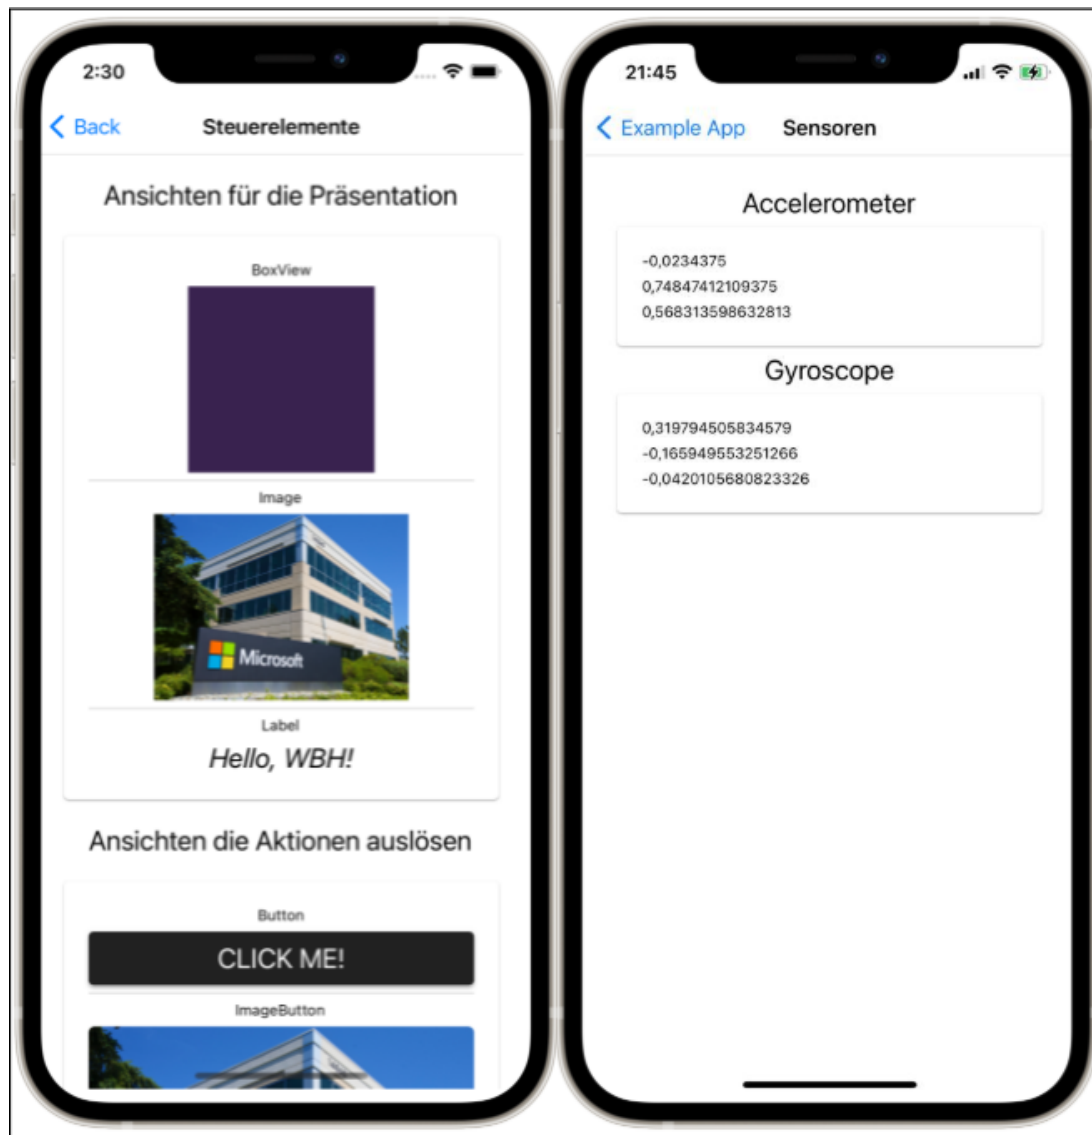 2:30
Back
Steuerelemente
Ansichten für die Präsentation
BoxView
Image
Microsoft
Label
Hello, WBH!
Ansichten die Aktionen auslösen
Button
CLICK ME!
ImageButton
21:45
Example App
Sensoren
Accelerometer
-0,0234375
0,74847412109375
0,568313598632813
Gyroscope
0,319794505834579
-0,165949553251266
-0,0420105680823326